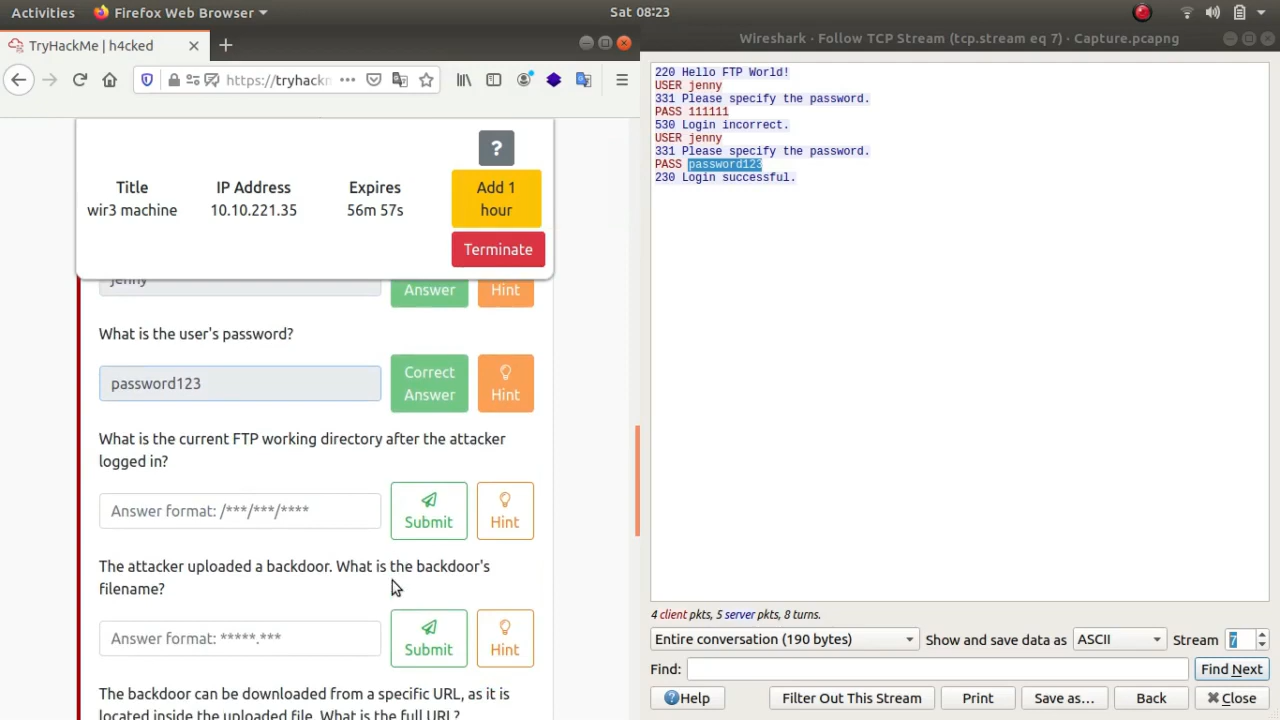 Activities
Firefox Web Browser
Sat 08:23
TryHackMe | h4cked
https://tryhackn
?
Title
IP Address
Expires
Add 1 hour
wir3 machine
10.10.221.35
56m 57s
Terminate
jenny
Answer
Hint
What is the user's password?
password123
Correct
Answer
Hint
What is the current FTP working directory after the attacker
logged in?
Answer format: /***/***/****
Submit
Hint
The attacker uploaded a backdoor. What is the backdoor's
filename?
Answer format: *****.***
Submit
Hint
The backdoor can be downloaded from a specific URL, as it is
located inside the uploaded file. What is the full URL?
Wireshark · Follow TCP Stream (tcp.stream eq 7) · Capture.pcapng
220 Hello FTP World!
USER jenny
331 Please specify the password.
PASS 111111
530 Login incorrect.
USER jenny
331 Please specify the password.
PASS password123
230 Login successful.
4 client pkts, 5 server pkts, 8 turns.
Entire conversation (190 bytes)
Show and save data as
ASCII
Stream
7
Find:
Find Next
Help
Filter Out This Stream
Print
Save as…
Back
Close